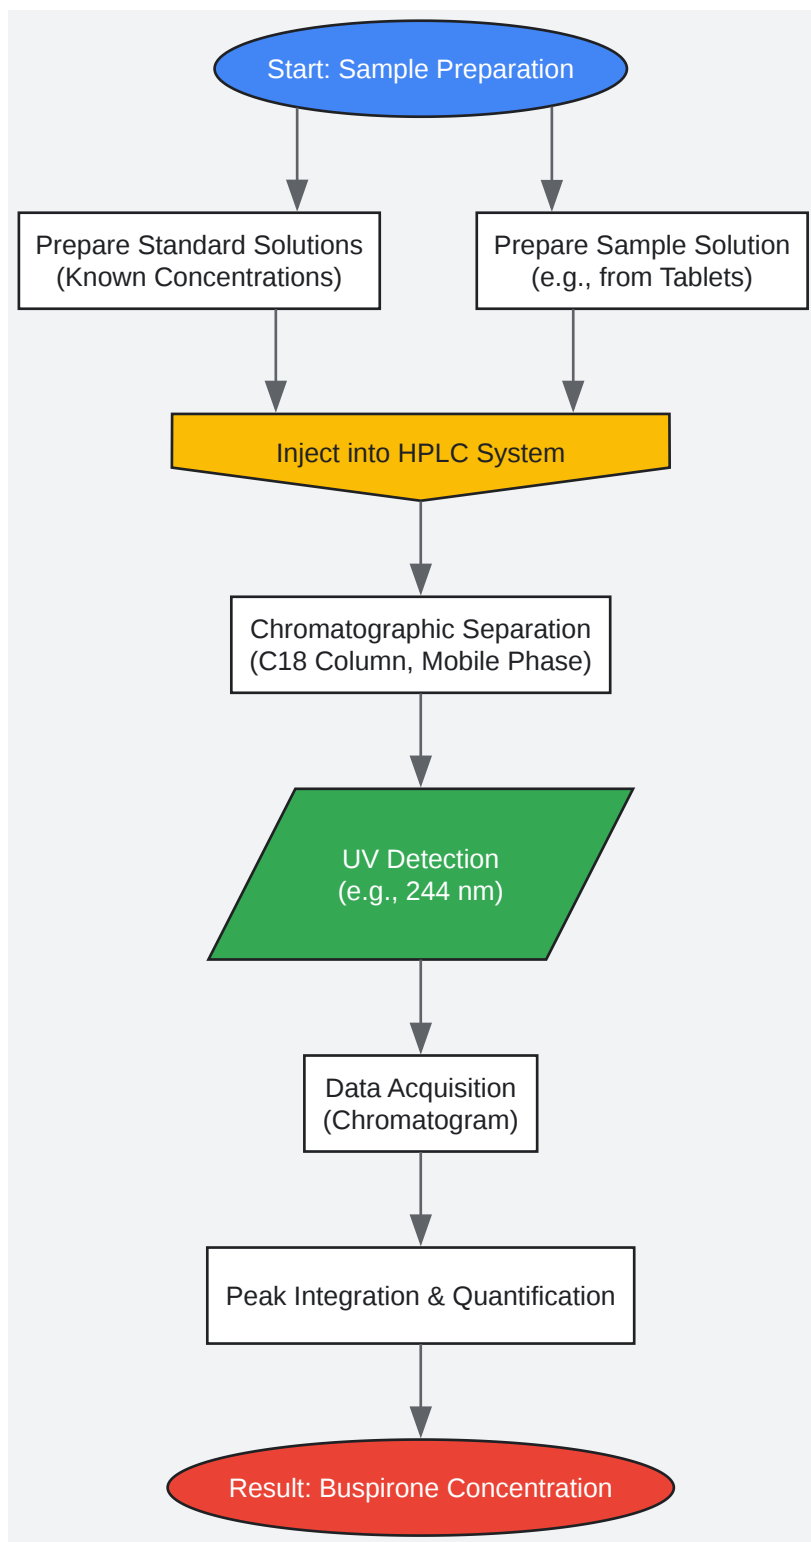 Start: Sample Preparation
Prepare Standard Solutions
(Known Concentrations)
Prepare Sample Solution
(e.g., from Tablets)
Inject into HPLC System
Chromatographic Separation
(C18 Column, Mobile Phase)
UV Detection
(e.g., 244 nm)
Data Acquisition
(Chromatogram)
Peak Integration & Quantification
Result: Buspirone Concentration